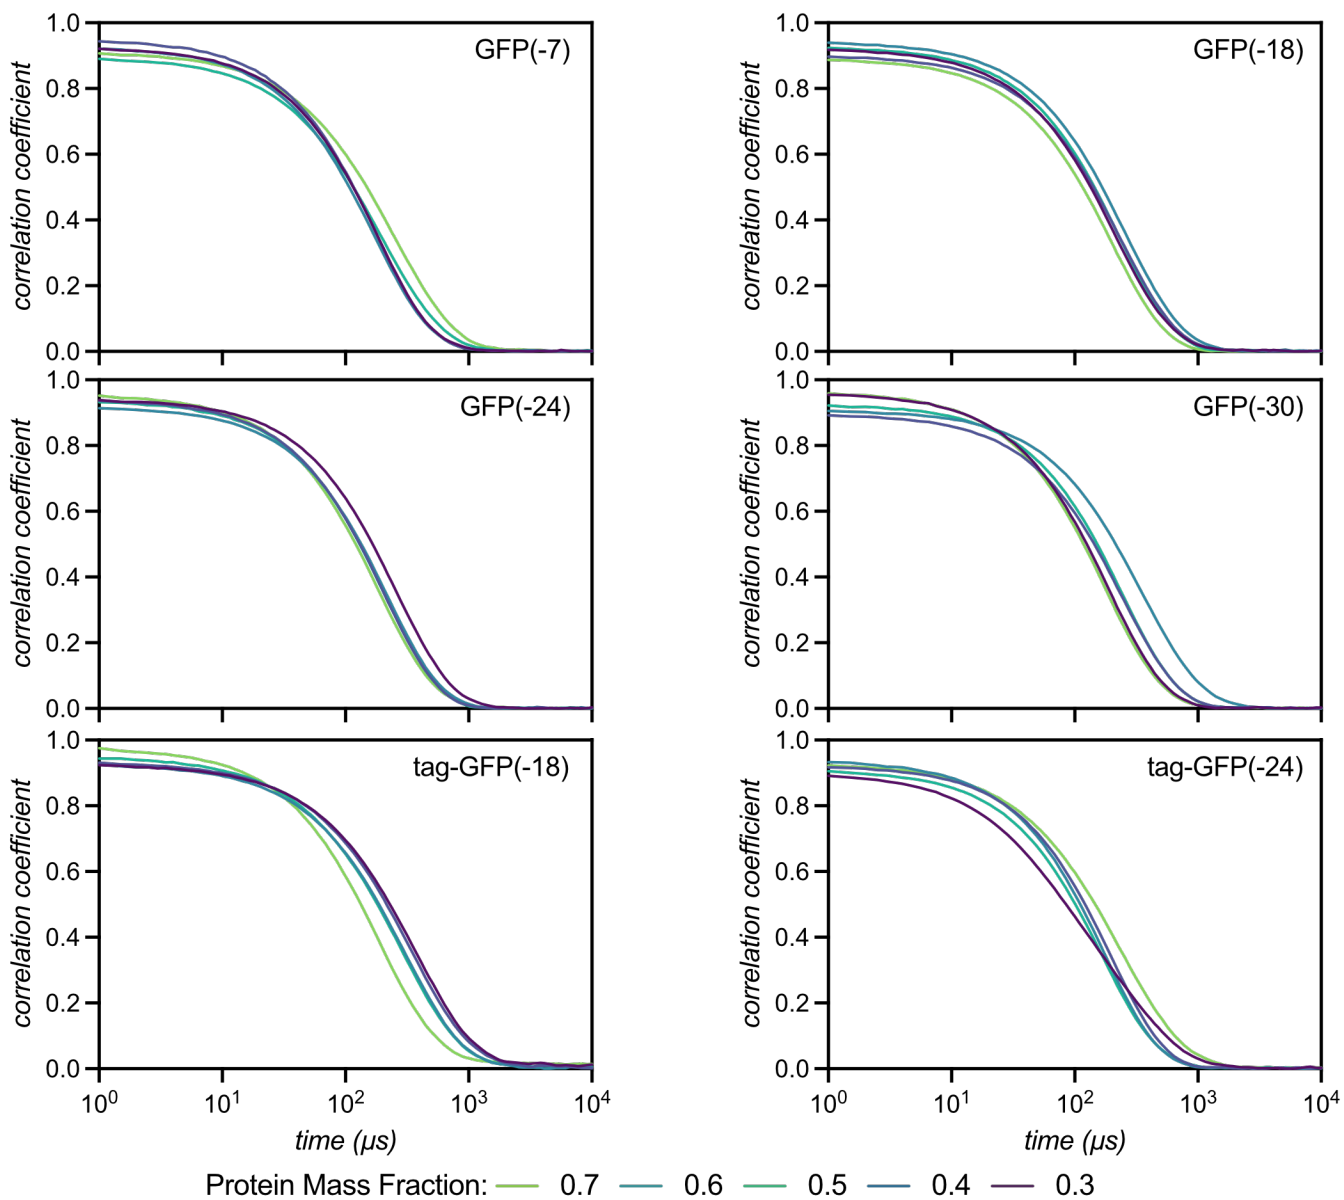 GFP(-7)
correlation coefficient
1.0
0.8
0.6
0.4
0.2
0.0
GFP(-18)
correlation coefficient
1.0
0.8
0.6
0.4
0.2
0.0
GFP(-24)
correlation coefficient
1.0
0.8
0.6
0.4
0.2
0.0
GFP(-30)
correlation coefficient
1.0
0.8
0.6
0.4
0.2
0.0
tag-GFP(-18)
correlation coefficient
1.0
0.8
0.6
0.4
0.2
0.0
10⁰ 10¹ 10² 10³ 10⁴
time (µs)
tag-GFP(-24)
correlation coefficient
1.0
0.8
0.6
0.4
0.2
0.0
10⁰ 10¹ 10² 10³ 10⁴
time (µs)
Protein Mass Fraction: 0.7 0.6 0.5 0.4 0.3